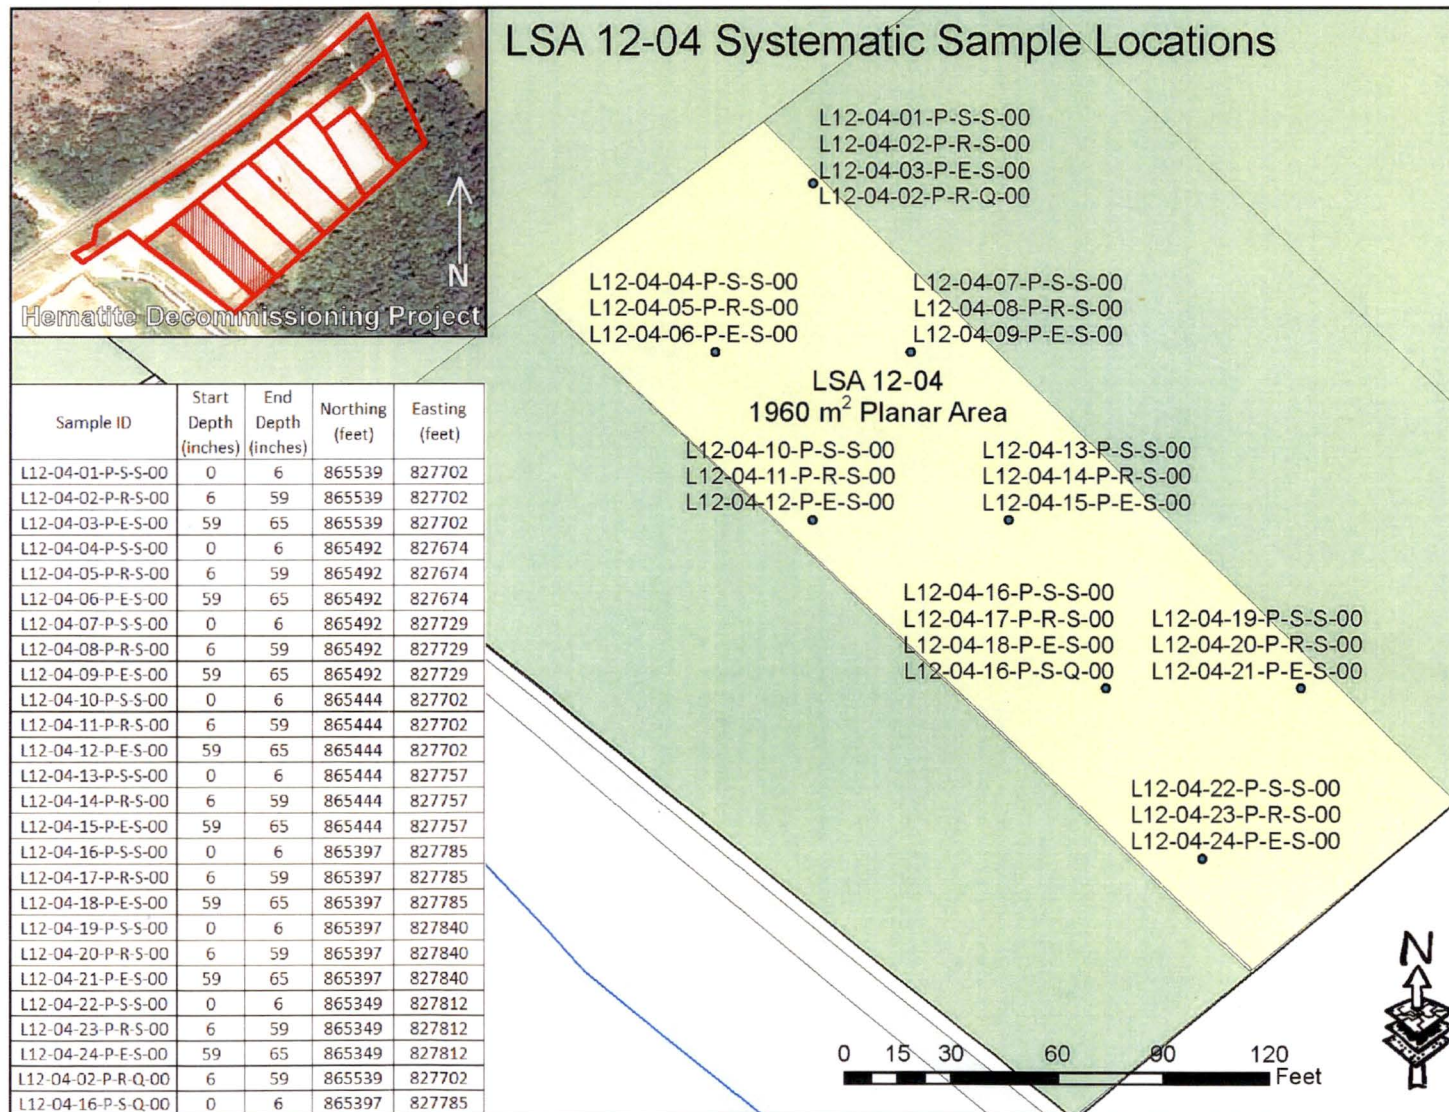 LSA 12-04 Systematic Sample Locations
N
Hematite Decommissioning Project
L12-04-01-P-S-S-00
L12-04-02-P-R-S-00
L12-04-03-P-E-S-00
L12-04-02-P-R-Q-00
L12-04-04-P-S-S-00
L12-04-05-P-R-S-00
L12-04-06-P-E-S-00
L12-04-07-P-S-S-00
L12-04-08-P-R-S-00
L12-04-09-P-E-S-00
LSA 12-04
1960 m² Planar Area
L12-04-10-P-S-S-00
L12-04-11-P-R-S-00
L12-04-12-P-E-S-00
L12-04-13-P-S-S-00
L12-04-14-P-R-S-00
L12-04-15-P-E-S-00
L12-04-16-P-S-S-00
L12-04-17-P-R-S-00
L12-04-18-P-E-S-00
L12-04-16-P-S-Q-00
L12-04-19-P-S-S-00
L12-04-20-P-R-S-00
L12-04-21-P-E-S-00
L12-04-22-P-S-S-00
L12-04-23-P-R-S-00
L12-04-24-P-E-S-00
Sample ID Start Depth (inches) End Depth (inches) Northing (feet) Easting (feet)
L12-04-01-P-S-S-00 0 6 865539 827702
L12-04-02-P-R-S-00 6 59 865539 827702
L12-04-03-P-E-S-00 59 65 865539 827702
L12-04-04-P-S-S-00 0 6 865492 827674
L12-04-05-P-R-S-00 6 59 865492 827674
L12-04-06-P-E-S-00 59 65 865492 827674
L12-04-07-P-S-S-00 0 6 865492 827729
L12-04-08-P-R-S-00 6 59 865492 827729
L12-04-09-P-E-S-00 59 65 865492 827729
L12-04-10-P-S-S-00 0 6 865444 827702
L12-04-11-P-R-S-00 6 59 865444 827702
L12-04-12-P-E-S-00 59 65 865444 827702
L12-04-13-P-S-S-00 0 6 865444 827757
L12-04-14-P-R-S-00 6 59 865444 827757
L12-04-15-P-E-S-00 59 65 865444 827757
L12-04-16-P-S-S-00 0 6 865397 827785
L12-04-17-P-R-S-00 6 59 865397 827785
L12-04-18-P-E-S-00 59 65 865397 827785
L12-04-19-P-S-S-00 0 6 865397 827840
L12-04-20-P-R-S-00 6 59 865397 827840
L12-04-21-P-E-S-00 59 65 865397 827840
L12-04-22-P-S-S-00 0 6 865349 827812
L12-04-23-P-R-S-00 6 59 865349 827812
L12-04-24-P-E-S-00 59 65 865349 827812
L12-04-02-P-R-Q-00 6 59 865539 827702
L12-04-16-P-S-Q-00 0 6 865397 827785
N
0 15 30 60 90 120
Feet